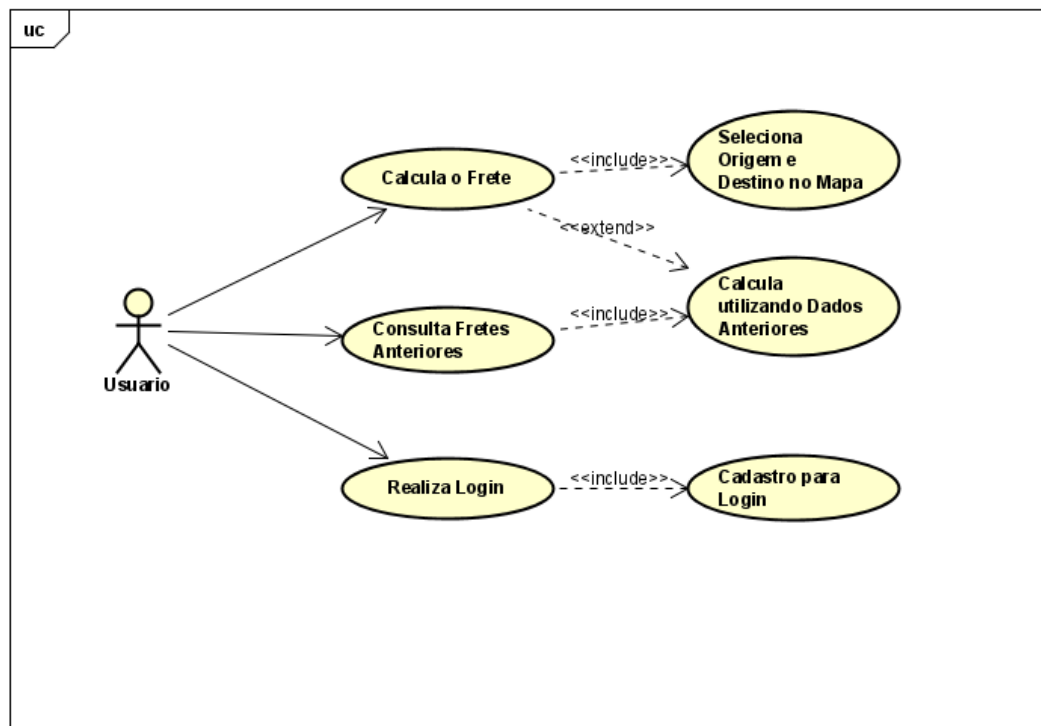 uc
Calcula o Frete
<<include>>
Seleciona
Origem e
Destino no Mapa
<<extend>>
Calcula
utilizando Dados
Anteriores
Consulta Fretes
Anteriores
<<include>>
Usuario
Realiza Login
<<include>>
Cadastro para
Login